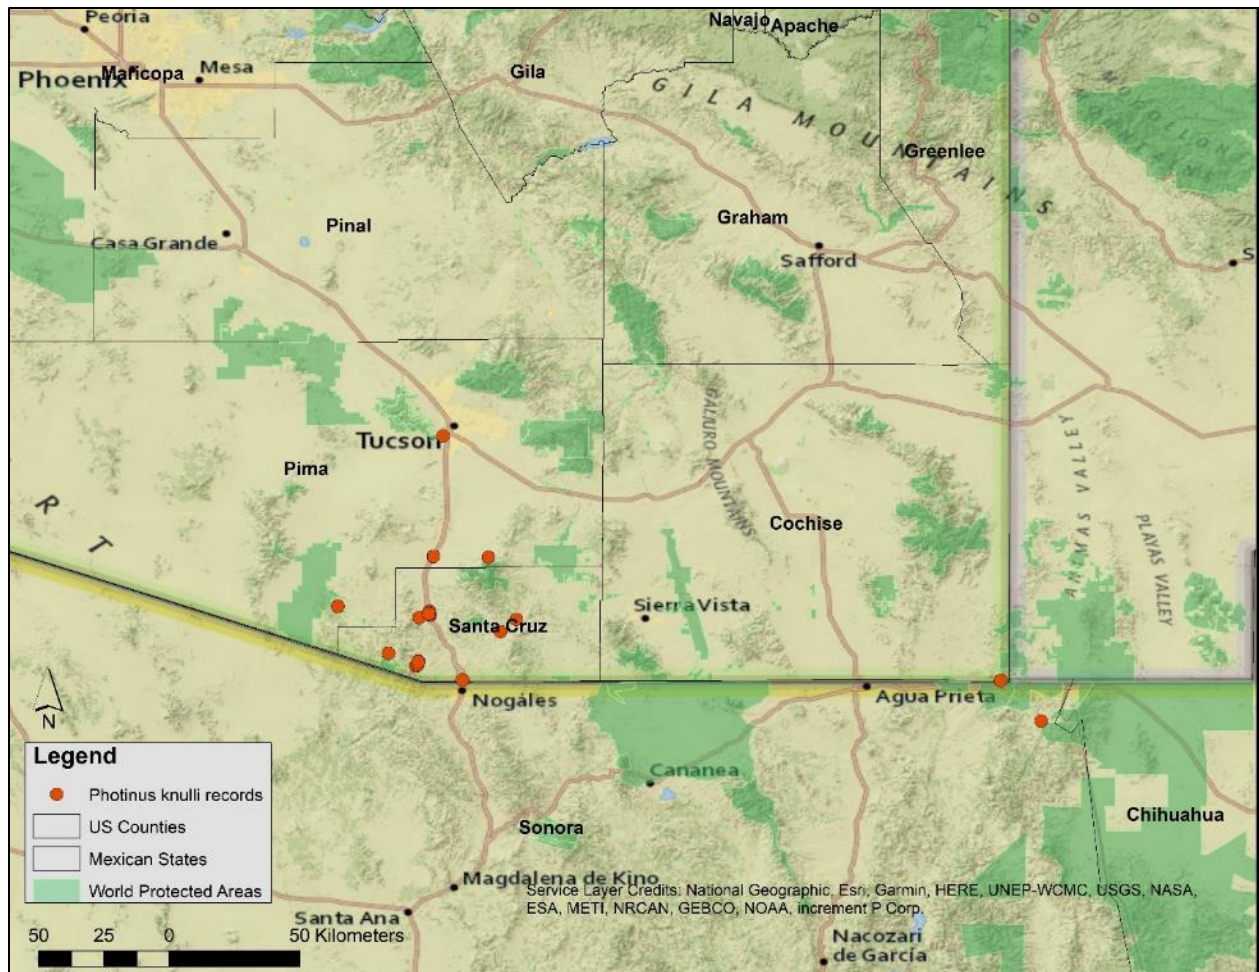 Peoria
Navajo
Apache
Phoenix
Maricopa
Mesa
Gila
GILA MOUNTAINS
MOGOLLON
MOUNTAINS
Greenlee
Pinal
Graham
Casa Grande
Safford
S
GALIURO MOUNTAINS
Tucson
Pima
R T
Cochise
VALLEY
PLAYAS VALLEY
Sierra Vista
Santa Cruz
N
Nogáles
Agua Prieta
Legend
Photinus knulli records
US Counties
Mexican States
World Protected Areas
Cananea
Sonora
Chihuahua
Magdalena de Kino
Service Layer Credits: National Geographic, Esri, Garmin, HERE, UNEP-WCMC, USGS, NASA,
ESA, METI, NRCAN, GEBCO, NOAA, increment P Corp.
Santa Ana
50 25 0 50 Kilometers
Nacozari
de García